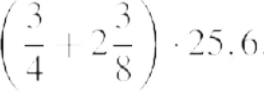 (3/4 + 2 3/8) · 25.6.